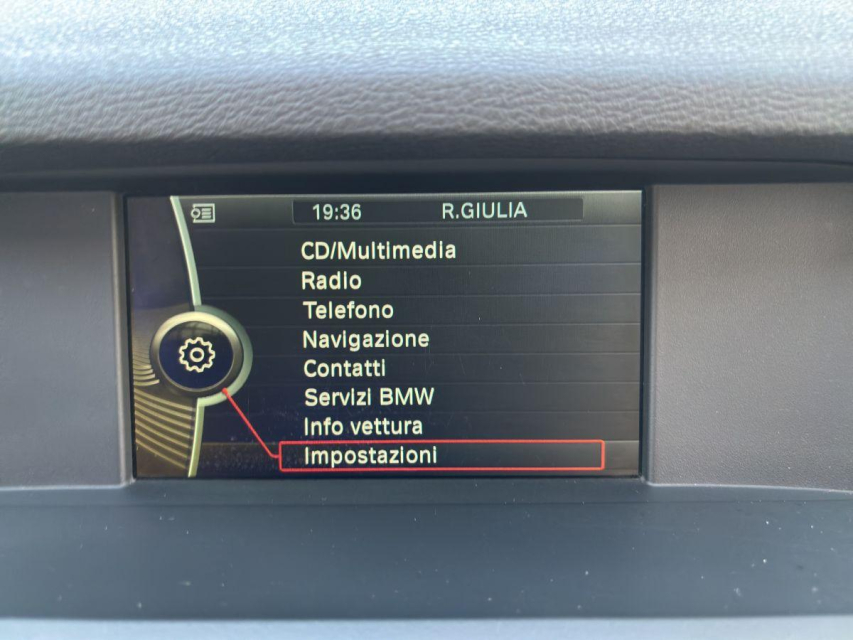 19:36 R.GIULIA
CD/Multimedia
Radio
Telefono
Navigazione
Contatti
Servizi BMW
Info vettura
Impostazioni